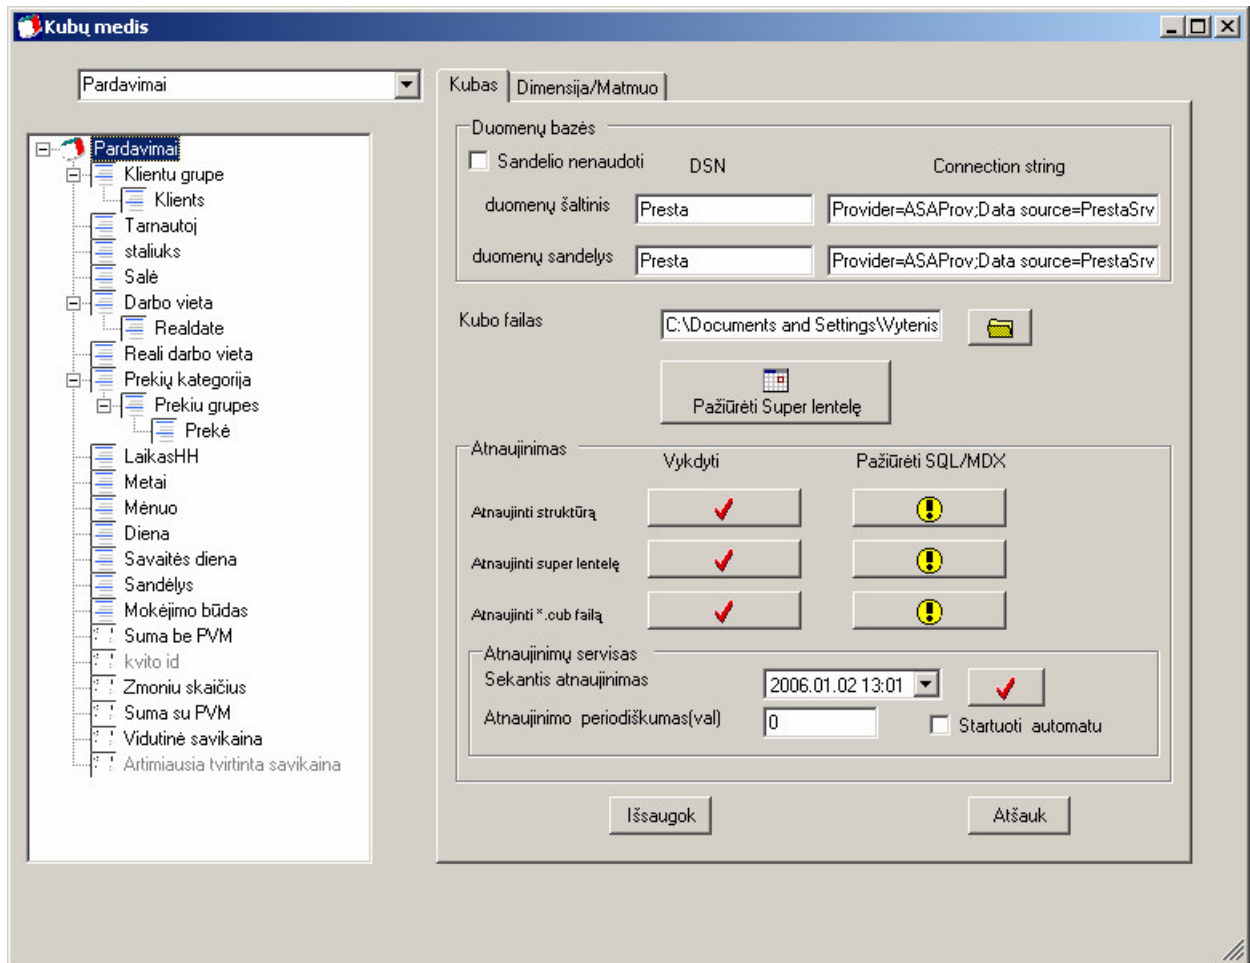 Kubų medis
Pardavimai
Pardavimai
Klientu grupe
Klients
Tarnautoj
staliuks
Salė
Darbo vieta
Realdate
Reali darbo vieta
Prekių kategorija
Prekiu grupes
Prekė
LaikasHH
Metai
Mėnuo
Diena
Savaitės diena
Sandėlys
Mokėjimo būdas
Suma be PVM
kvito id
Zmoniu skaičius
Suma su PVM
Vidutinė savikaina
Artimiausia tvirtinta savikaina
Kubas Dimensija/Matmuo
Duomenų bazės
Sandelio nenaudoti DSN Connection string
duomenų šaltinis Presta Provider=ASAProv;Data source=PrestaSrv
duomenų sandelys Presta Provider=ASAProv;Data source=PrestaSrv
Kubo failas C:\Documents and Settings\Vytenis
Pažiūrėti Super lentelę
Atnaujinimas
Vykdyti Pažiūrėti SQL/MDX
Atnaujinti struktūrą
Atnaujinti super lentelę
Atnaujinti *.cub failą
Atnaujinimų servisas
Sekantis atnaujinimas 2006.01.02 13:01
Atnaujinimo periodiškumas(val) 0 Startuoti automatu
Išsaugok Atšauk